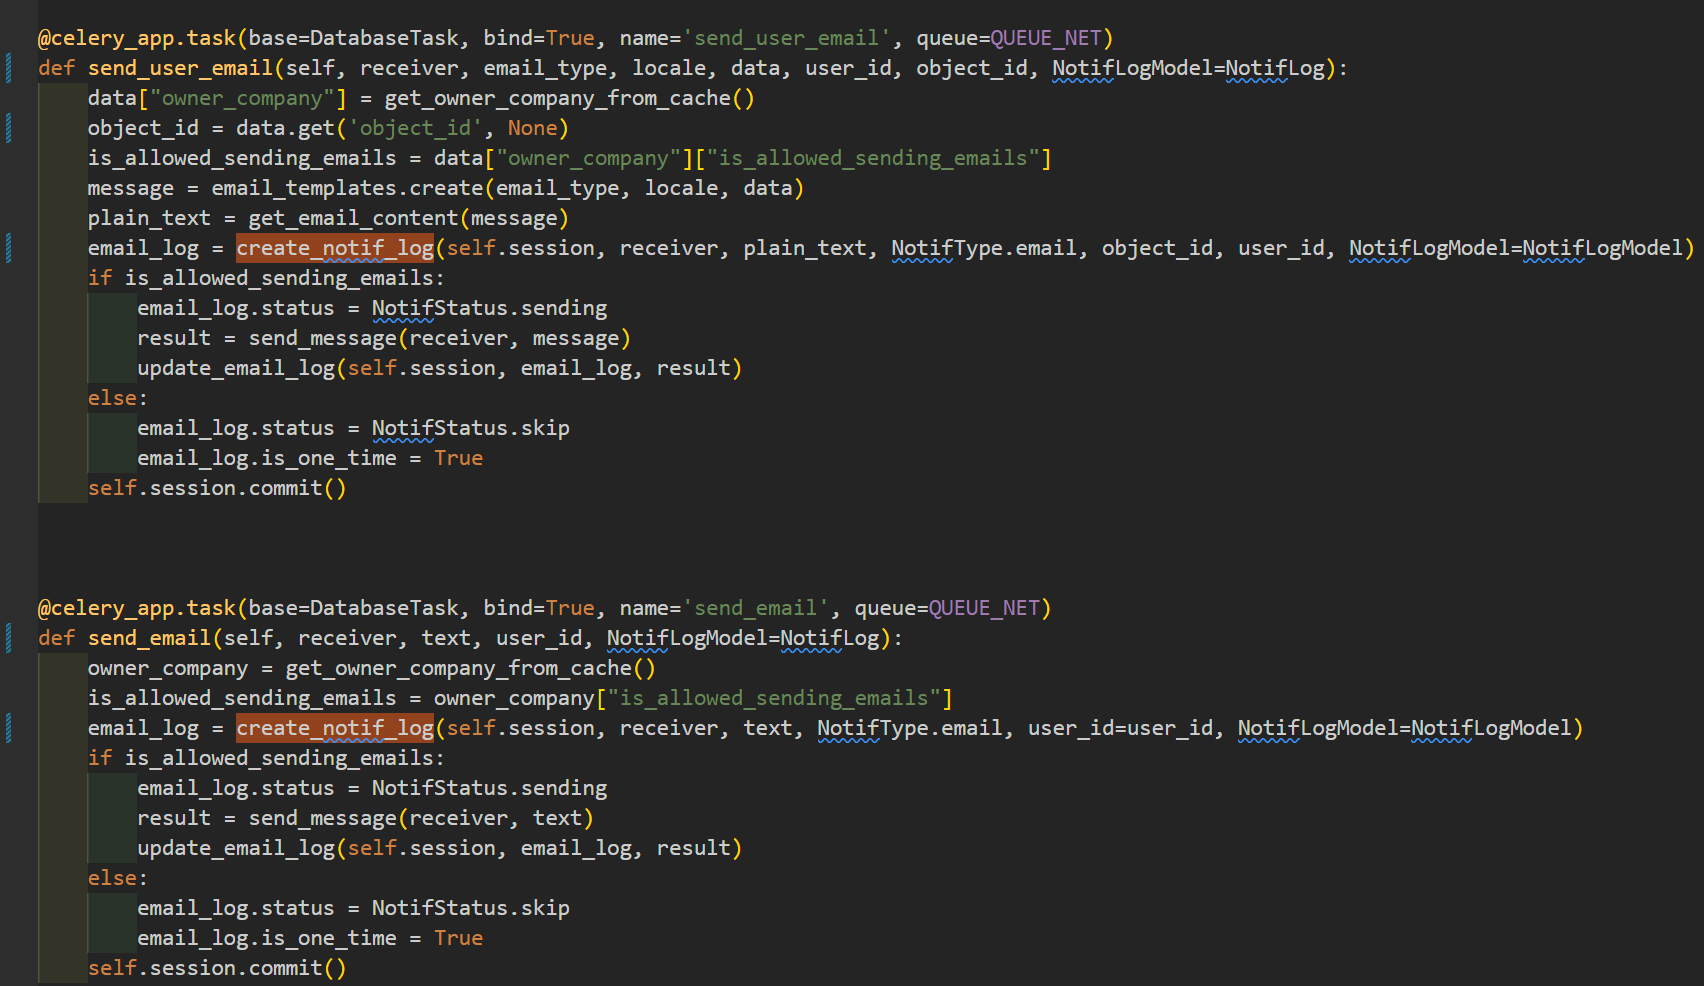 @celery_app.task(base=DatabaseTask, bind=True, name='send_user_email', queue=QUEUE_NET)
def send_user_email(self, receiver, email_type, locale, data, user_id, object_id, NotifLogModel=NotifLog):
    data["owner_company"] = get_owner_company_from_cache()
    object_id = data.get('object_id', None)
    is_allowed_sending_emails = data["owner_company"]["is_allowed_sending_emails"]
    message = email_templates.create(email_type, locale, data)
    plain_text = get_email_content(message)
    email_log = create_notif_log(self.session, receiver, plain_text, NotifType.email, object_id, user_id, NotifLogModel=NotifLogModel)
    if is_allowed_sending_emails:
        email_log.status = NotifStatus.sending
        result = send_message(receiver, message)
        update_email_log(self.session, email_log, result)
    else:
        email_log.status = NotifStatus.skip
        email_log.is_one_time = True
    self.session.commit()
@celery_app.task(base=DatabaseTask, bind=True, name='send_email', queue=QUEUE_NET)
def send_email(self, receiver, text, user_id, NotifLogModel=NotifLog):
    owner_company = get_owner_company_from_cache()
    is_allowed_sending_emails = owner_company["is_allowed_sending_emails"]
    email_log = create_notif_log(self.session, receiver, text, NotifType.email, user_id=user_id, NotifLogModel=NotifLogModel)
    if is_allowed_sending_emails:
        email_log.status = NotifStatus.sending
        result = send_message(receiver, text)
        update_email_log(self.session, email_log, result)
    else:
        email_log.status = NotifStatus.skip
        email_log.is_one_time = True
    self.session.commit()